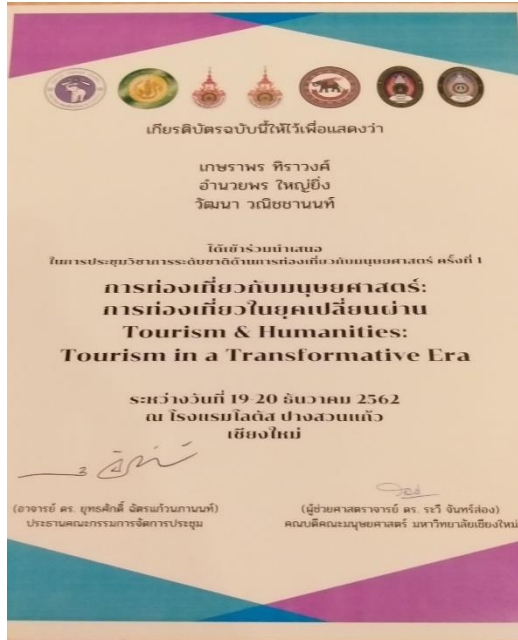 เกียรติบัตรฉบับนี้ให้ไว้เพื่อแสดงว่า
เกษราพร ทิราวงศ์
อำนวยพร ใหญ่ยิ่ง
วัฒนา วณิชชานนท์
ได้เข้าร่วมนำเสนอ
ในการประชุมวิชาการระดับชาติด้านการท่องเที่ยวกับมนุษยศาสตร์ ครั้งที่ 1
การท่องเที่ยวกับมนุษยศาสตร์:
การท่องเที่ยวในยุคเปลี่ยนผ่าน
Tourism & Humanities:
Tourism in a Transformative Era
ระหว่างวันที่ 19-20 ธันวาคม 2562
ณ โรงแรมโลตัส ปางสวนแก้ว
เชียงใหม่
(อาจารย์ ดร. ยุทธศักดิ์ ฉัตรแก้วนภานนท์) (ผู้ช่วยศาสตราจารย์ ดร. ระวี จันทร์ส่อง)
ประธานคณะกรรมการจัดการประชุม คณบดีคณะมนุษยศาสตร์ มหาวิทยาลัยเชียงใหม่